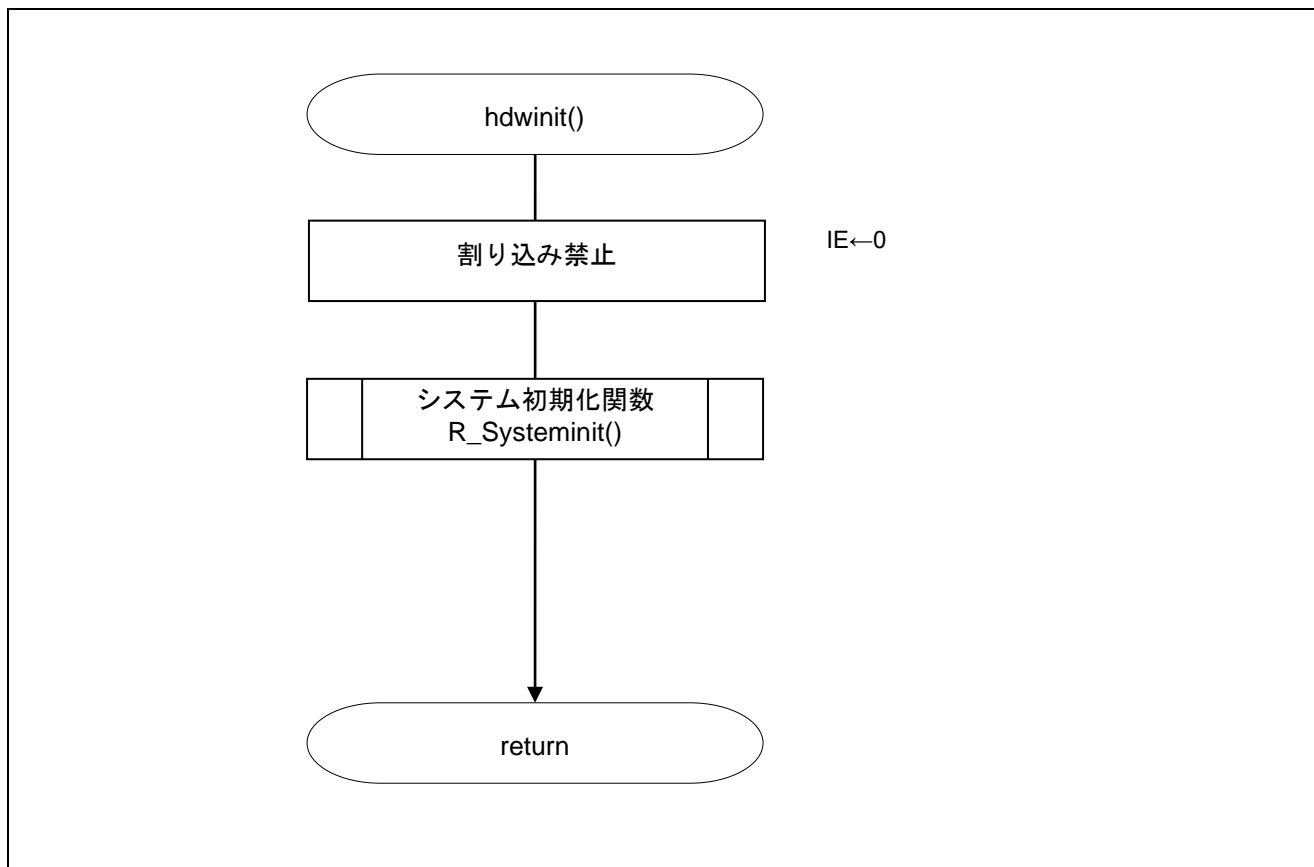 hdwinit()
割り込み禁止
IE←0
システム初期化関数
R_Systeminit()
return